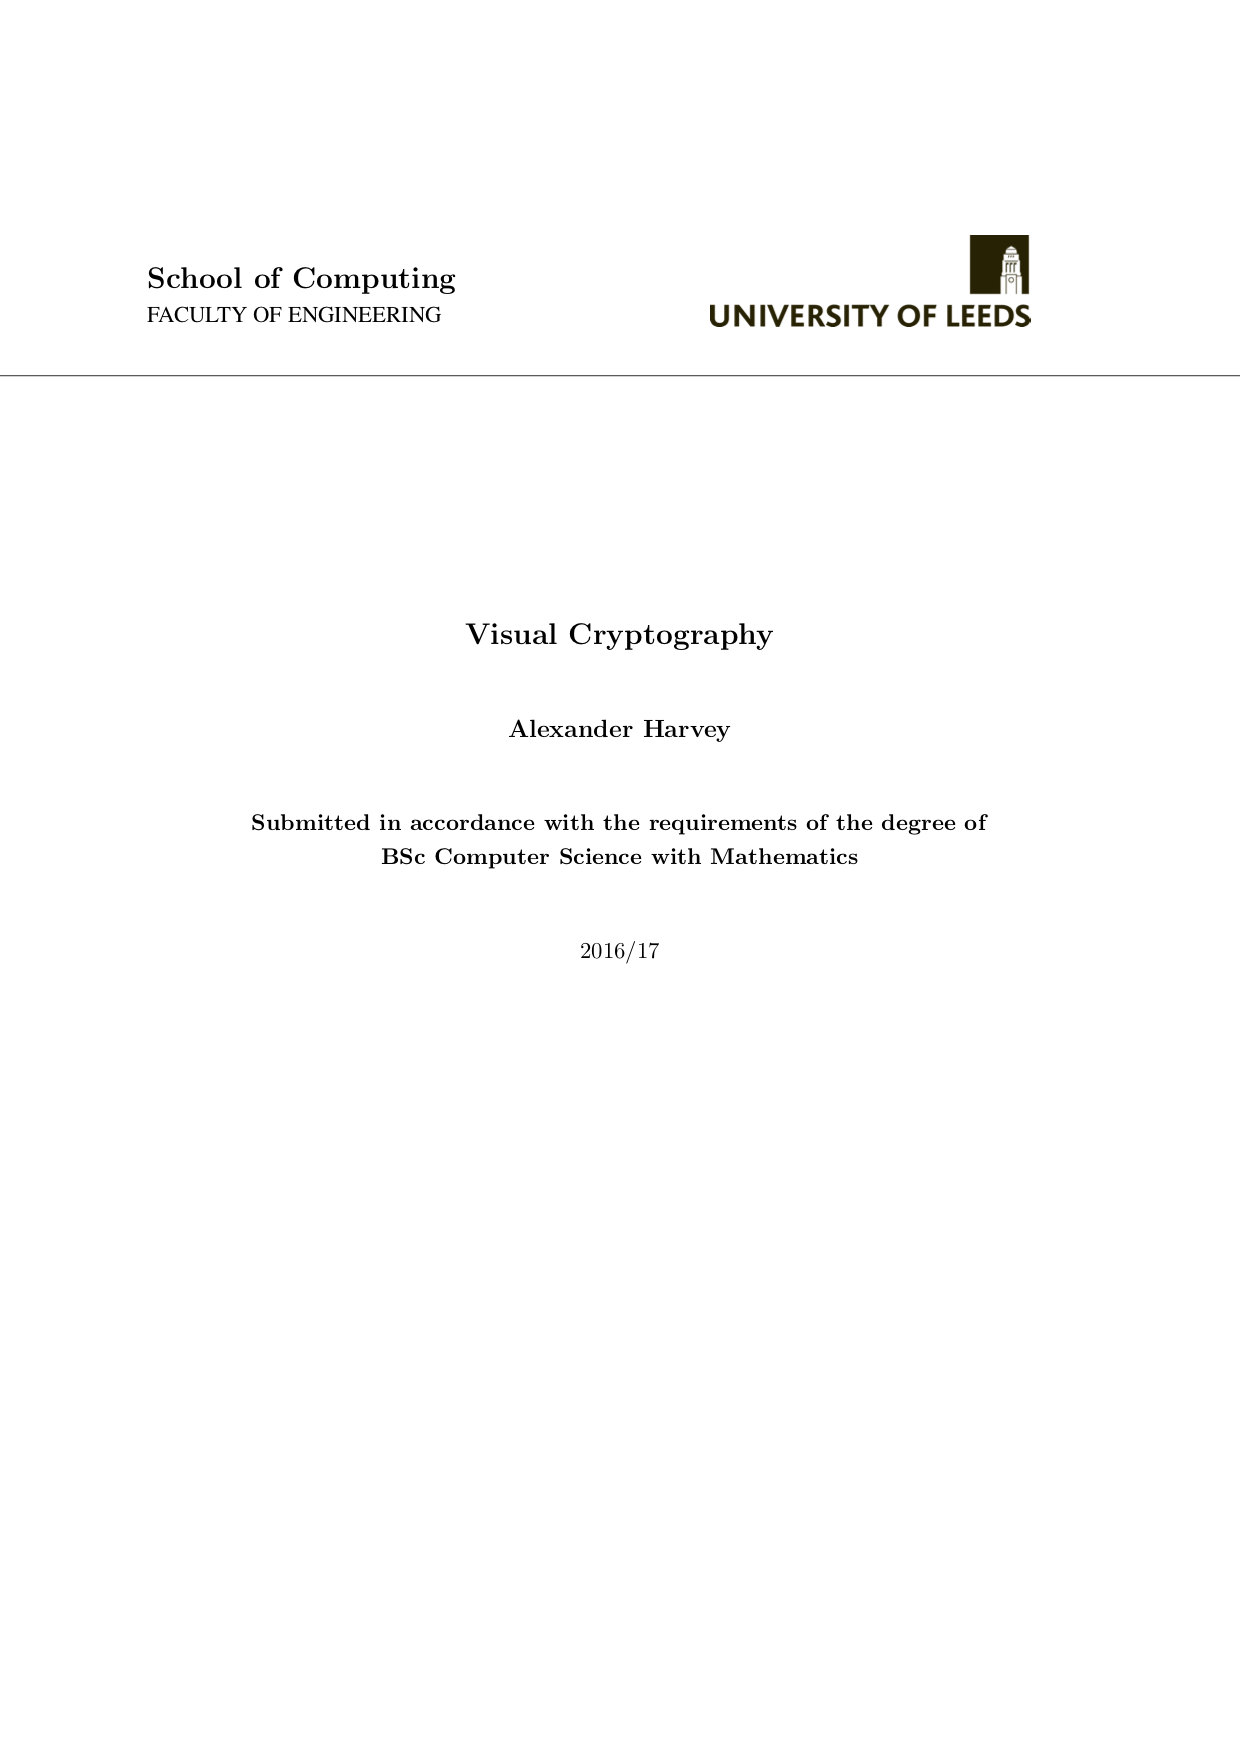 School of Computing
FACULTY OF ENGINEERING
UNIVERSITY OF LEEDS
Visual Cryptography
Alexander Harvey
Submitted in accordance with the requirements of the degree of
BSc Computer Science with Mathematics
2016/17